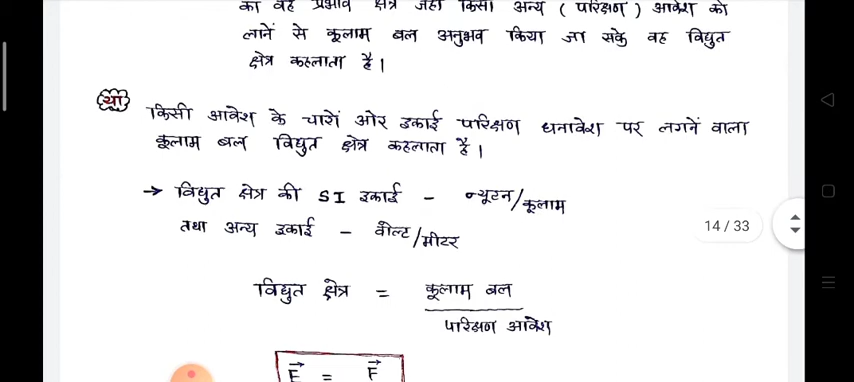 का वह प्रभाव क्षेत्र जहाँ किसी अन्य ( परिक्षण ) आवेश को
लानें से कूलाम बल अनुभव किया जा सके वह विद्युत
क्षेत्र कहलाता है।
या
किसी आवेश के चारों ओर इकाई परिक्षण धनावेश पर लगनें वाला
कूलाम बल विद्युत क्षेत्र कहलाता है।
→ विद्युत क्षेत्र की SI इकाई - न्यूटन/कूलाम
तथा अन्य इकाई - वोल्ट/मीटर
14 / 33
विद्युत क्षेत्र = कूलाम बल
परिक्षण आवेश
E = F